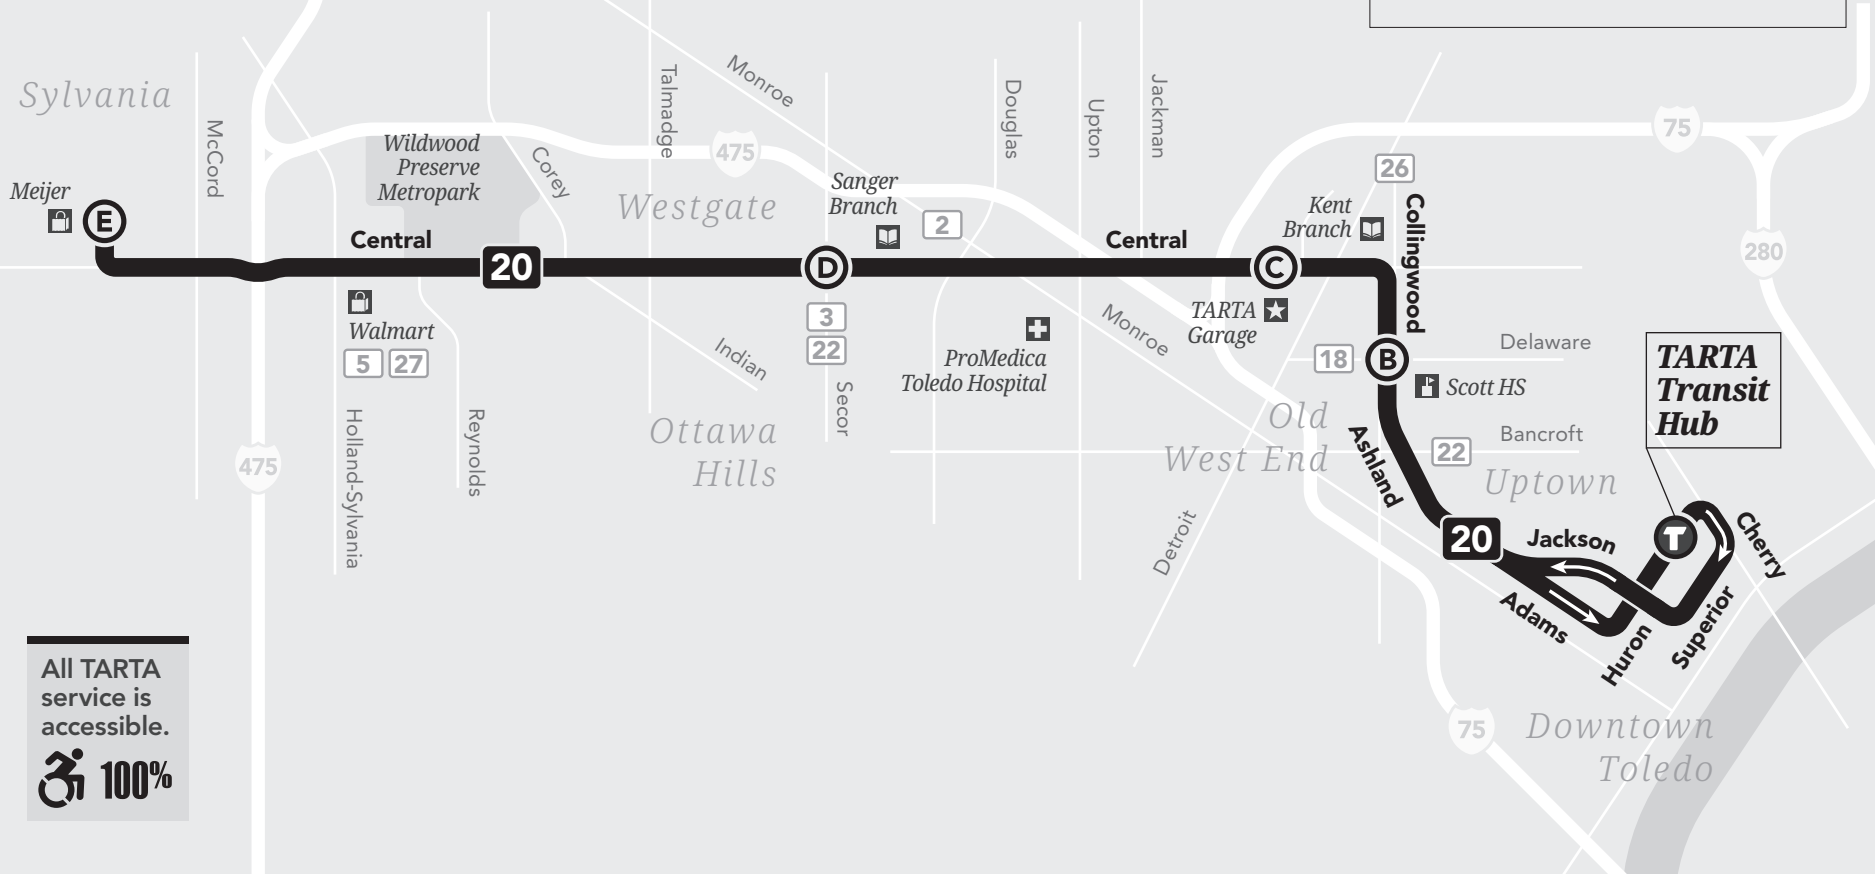 Sylvania
McCord
Meijer
E
475
Wildwood
Preserve
Metropark
Corey
Central
20
Walmart
5
27
Holland-Sylvania
Reynolds
475
Talmadge
Monroe
Westgate
Sanger
Branch
2
D
3
22
Secor
Indian
Ottawa
Hills
Douglas
Upton
Jackman
Central
ProMedica
Toledo Hospital
Monroe
TARTA
Garage
C
Kent
Branch
26
Collingwood
75
280
18
B
Delaware
Scott HS
Old
West End
Ashland
22
Bancroft
Uptown
Detroit
TARTA
Transit
Hub
20
Jackson
T
Cherry
Adams
Huron
Superior
75
Downtown
Toledo
All TARTA
service is
accessible.
100%